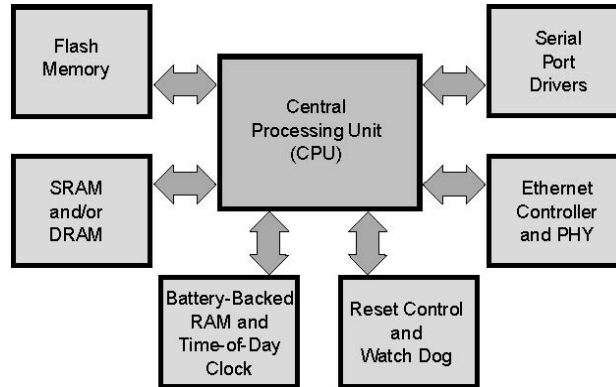 Flash
Memory
Serial
Port
Drivers
Central
Processing Unit
(CPU)
SRAM
and/or
DRAM
Ethernet
Controller
and PHY
Battery-Backed
RAM and
Time-of-Day
Clock
Reset Control
and
Watch Dog